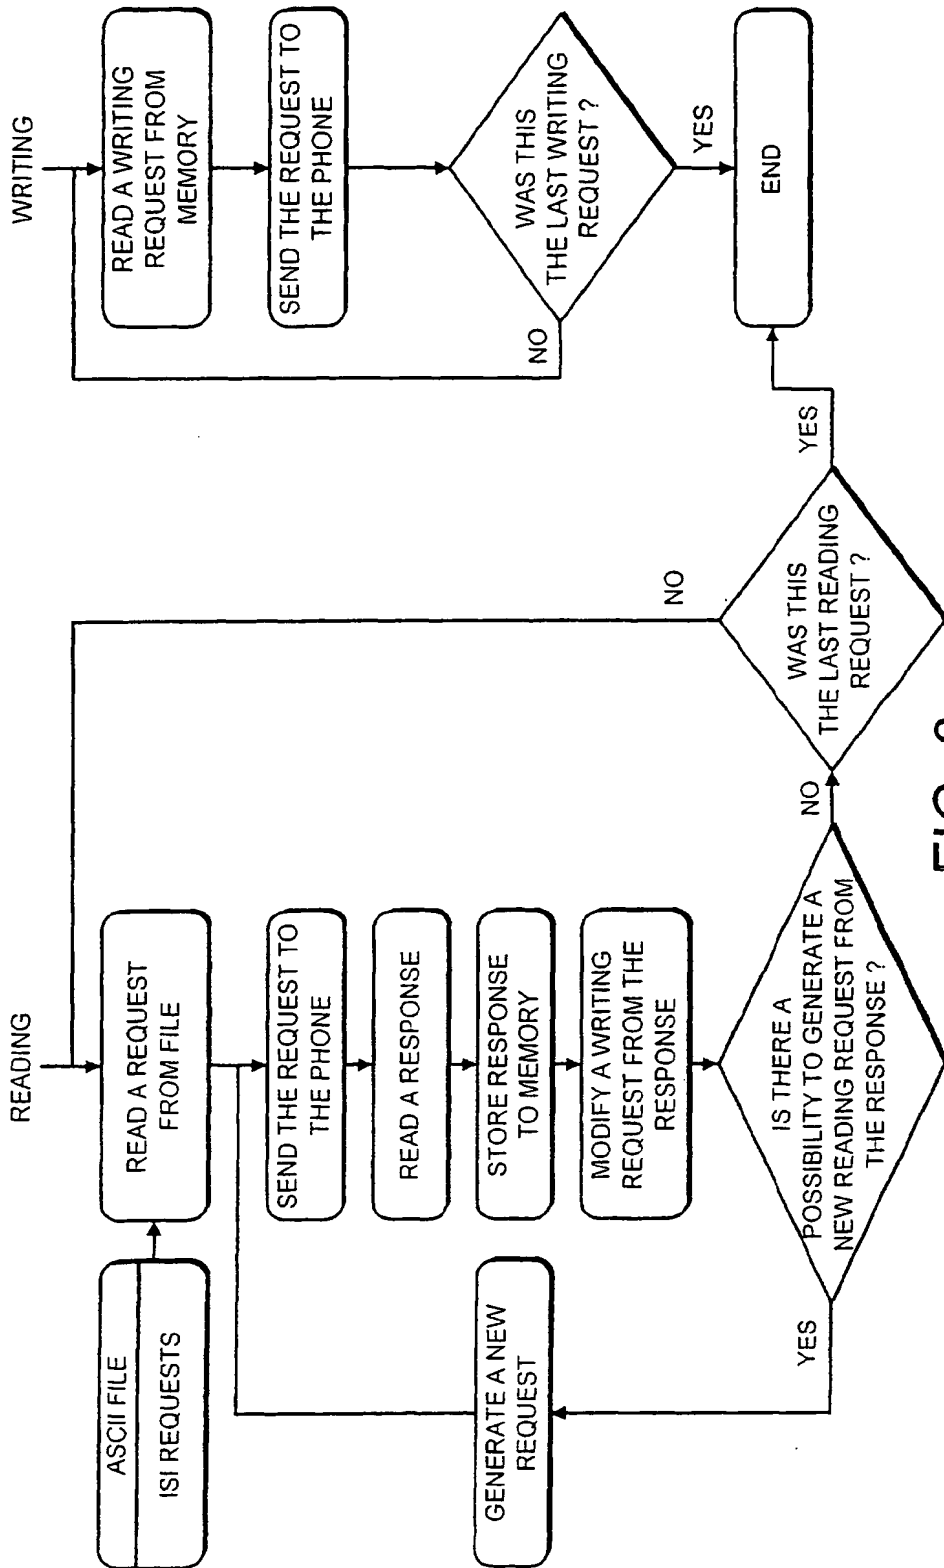 READING
ASCII FILE
ISI REQUESTS
READ A REQUEST
FROM FILE
SEND THE REQUEST TO
THE PHONE
READ A RESPONSE
STORE RESPONSE
TO MEMORY
MODIFY A WRITING
REQUEST FROM THE
RESPONSE
GENERATE A NEW
REQUEST
IS THERE A
POSSIBILITY TO GENERATE A
NEW READING REQUEST FROM
THE RESPONSE ?
YES
NO
WAS THIS
THE LAST READING
REQUEST ?
NO
YES
WRITING
READ A WRITING
REQUEST FROM
MEMORY
SEND THE REQUEST TO
THE PHONE
WAS THIS
THE LAST WRITING
REQUEST ?
NO
YES
END